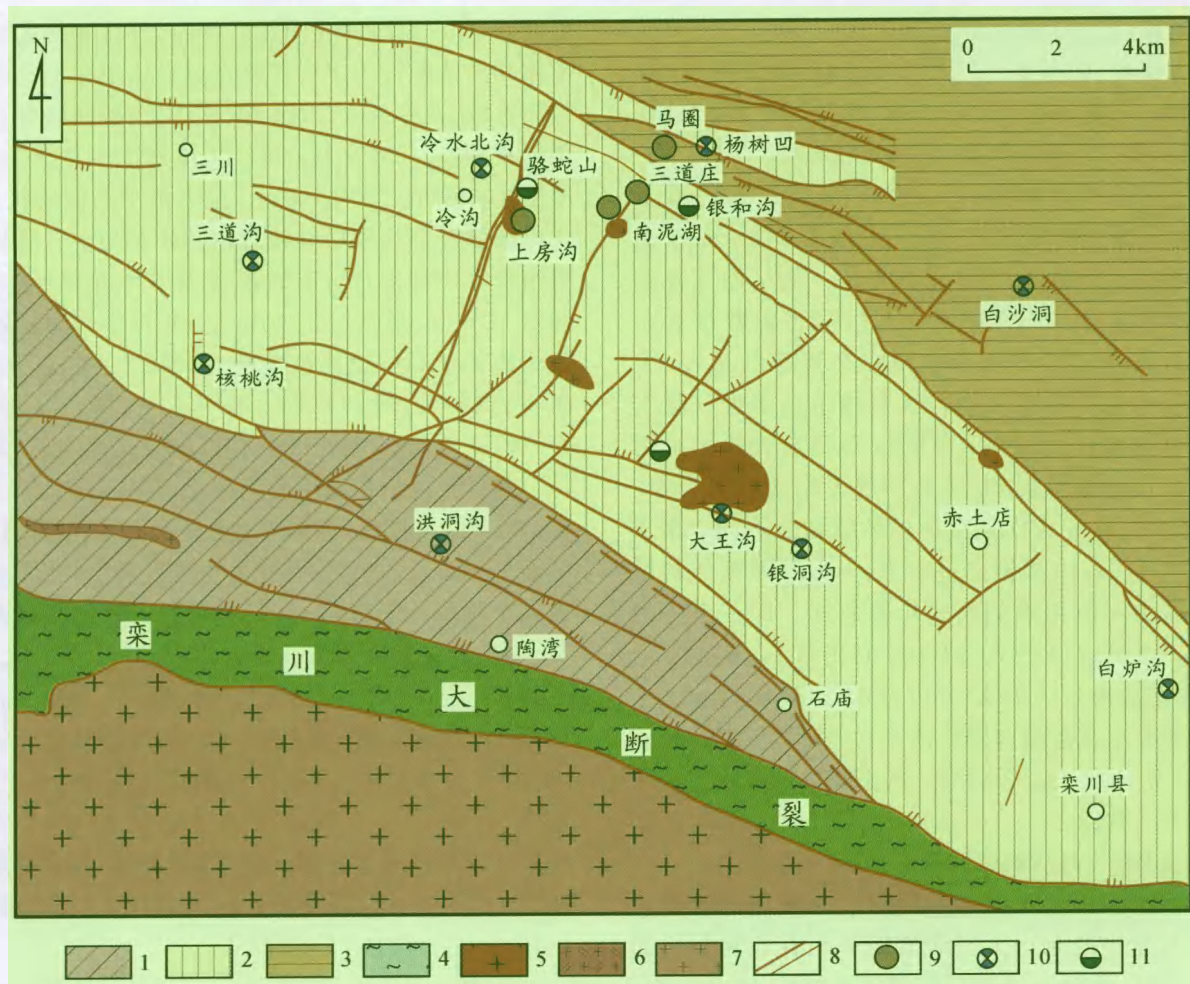 N
0 2 4km
马圈
冷水北沟
杨树凹
骆蛇山
三川
三道庄
冷沟
银和沟
三道沟
上房沟
南泥湖
白沙洞
核桃沟
洪洞沟
大王沟
赤土店
银洞沟
栾
川
陶湾
大
白炉沟
石庙
断
栾川县
裂
1 2 3 4 5 6 7 8 9 10 11